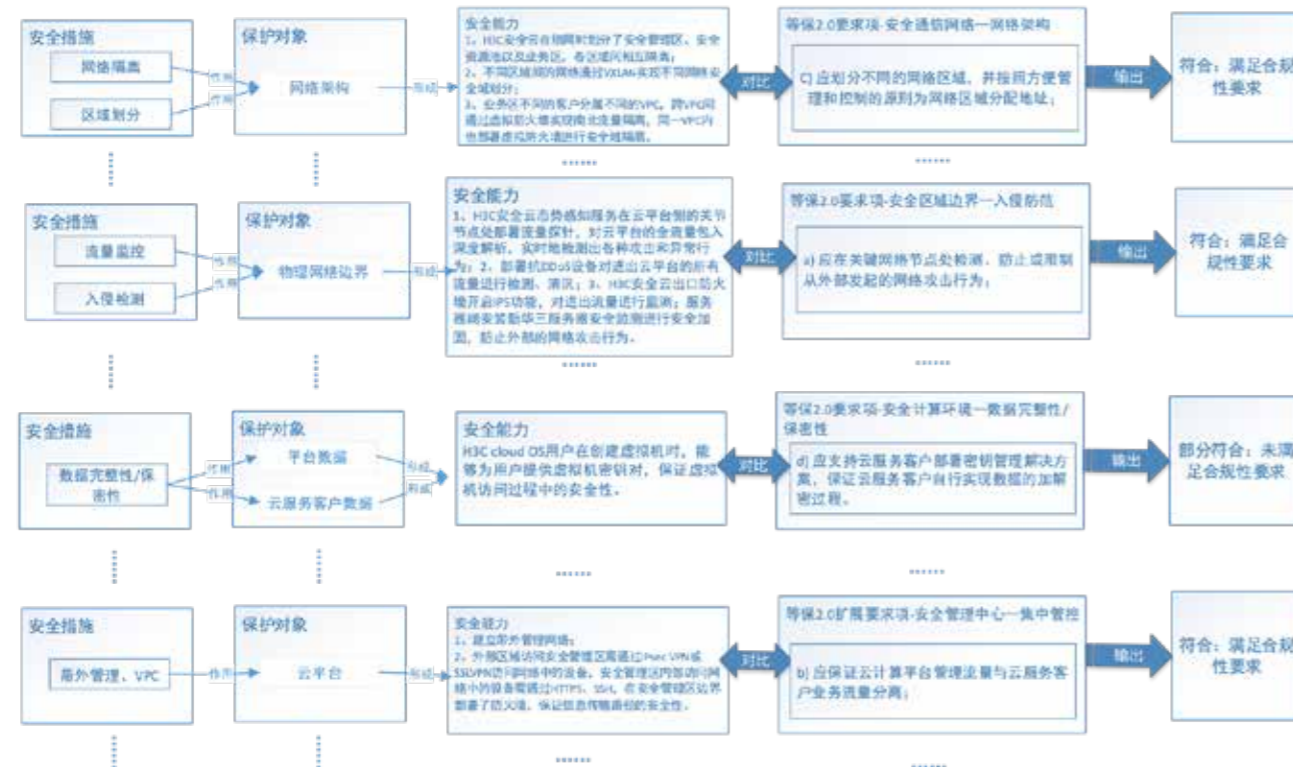 安全措施
网络隔离
区域划分
作用
作用
保护对象
网络架构
形成
安全能力
1、H3C安全云在组网时划分了安全管理区、安全
资源池以及业务区，各区域间相互隔离；
2、不同区域间的网络通过VXLAN实现不同网络安
全域划分；
3、业务区不同的客户分属不同的VPC，跨VPC间
通过虚拟防火墙实现南北流量隔离，同一VPC内
也部署虚拟防火墙进行安全域隔离。
对比
等保2.0要求项-安全通信网络—网络架构
C) 应划分不同的网络区域，并按照方便管
理和控制的原则为网络区域分配地址；
输出
符合：满足合规
性要求
......
......
安全措施
流量监控
入侵检测
作用
作用
保护对象
物理网络边界
形成
安全能力
1、H3C安全云态势感知服务在云平台侧的关节
节点处部署流量探针，对云平台的全流量包入
深度解析，实时地检测出各种攻击和异常行
为；2、部署抗DDoS设备对进出云平台的所有
流量进行检测、清洗；3、H3C安全云出口防火
墙开启IPS功能，对进出流量进行监测；服务
器端安装新华三服务器安全监测进行安全加
固，防止外部的网络攻击行为。
对比
等保2.0要求项-安全区域边界—入侵防范
a) 应在关键网络节点处检测、防止或限制
从外部发起的网络攻击行为；
输出
符合：满足合
规性要求
......
......
安全措施
数据完整性/保
密性
作用
作用
保护对象
平台数据
云服务客户数据
形成
形成
安全能力
H3C cloud OS用户在创建虚拟机时，能
够为用户提供虚拟机密钥对，保证虚拟
机访问过程中的安全性。
对比
等保2.0要求项-安全计算环境—数据完整性/
保密性
d) 应支持云服务客户部署密钥管理解决方
案，保证云服务客户自行实现数据的加解
密过程。
输出
部分符合：未满
足合规性要求
......
......
安全措施
带外管理、VPC
作用
保护对象
云平台
形成
安全能力
1、建立带外管理网络；
2、外部区域访问安全管理区需通过IPsec VPN或
SSLVPN访问网络中的设备，安全管理区内部访问网
络中的设备需通过HTTPS、SSH，在安全管理区边界
部署了防火墙，保证信息传输路径的安全性。
对比
等保2.0扩展要求项-安全管理中心—集中管控
b) 应保证云计算平台管理流量与云服务客
户业务流量分离；
输出
符合：满足合规
性要求
......
......